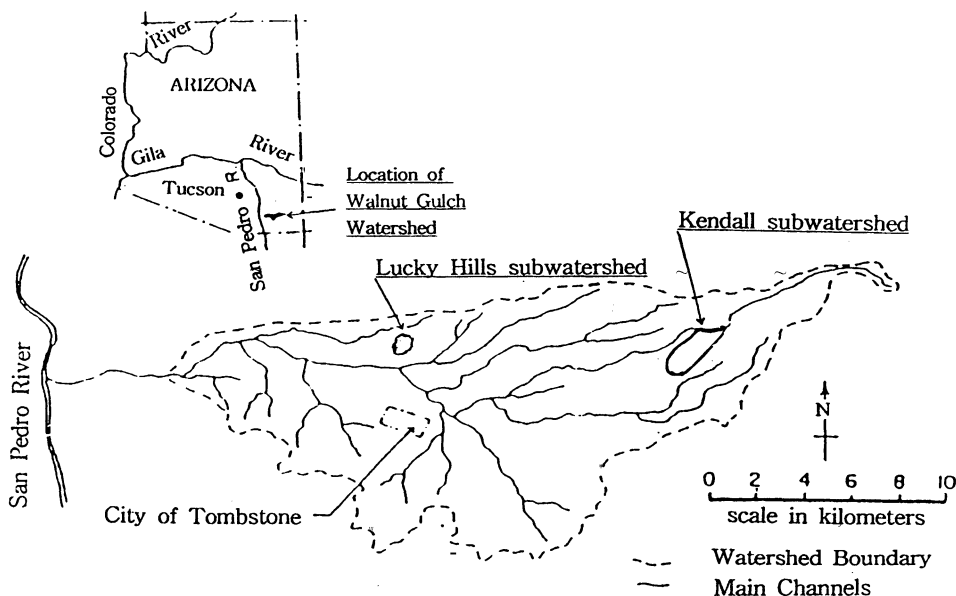 River
ARIZONA
Colorado
Gila
River
Tucson
San Pedro R.
Location of
Walnut Gulch
Watershed
Kendall subwatershed
Lucky Hills subwatershed
San Pedro River
City of Tombstone
N
0 2 4 6 8 10
scale in kilometers
Watershed Boundary
Main Channels